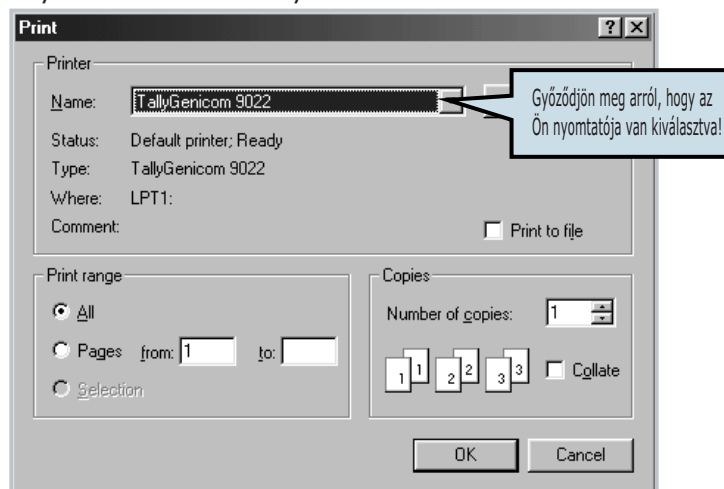 Print
Printer
Name: TallyGenicom 9022
Győződjön meg arról, hogy az
Ön nyomtatója van kiválasztva!
Status: Default printer; Ready
Type: TallyGenicom 9022
Where: LPT1:
Comment:
Print to file
Print range
All
Pages from: 1 to:
Selection
Copies
Number of copies: 1
1 1 2 2 3 3
Collate
OK Cancel